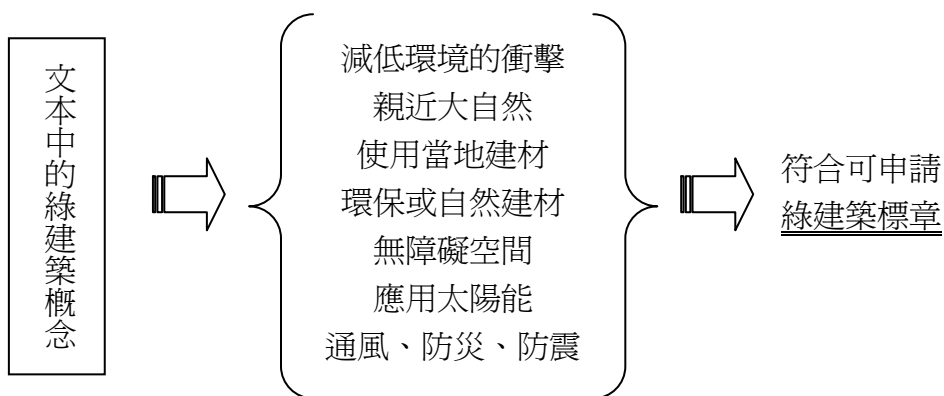 文本中的綠建築概念
減低環境的衝擊
親近大自然
使用當地建材
環保或自然建材
無障礙空間
應用太陽能
通風、防災、防震
符合可申請
綠建築標章